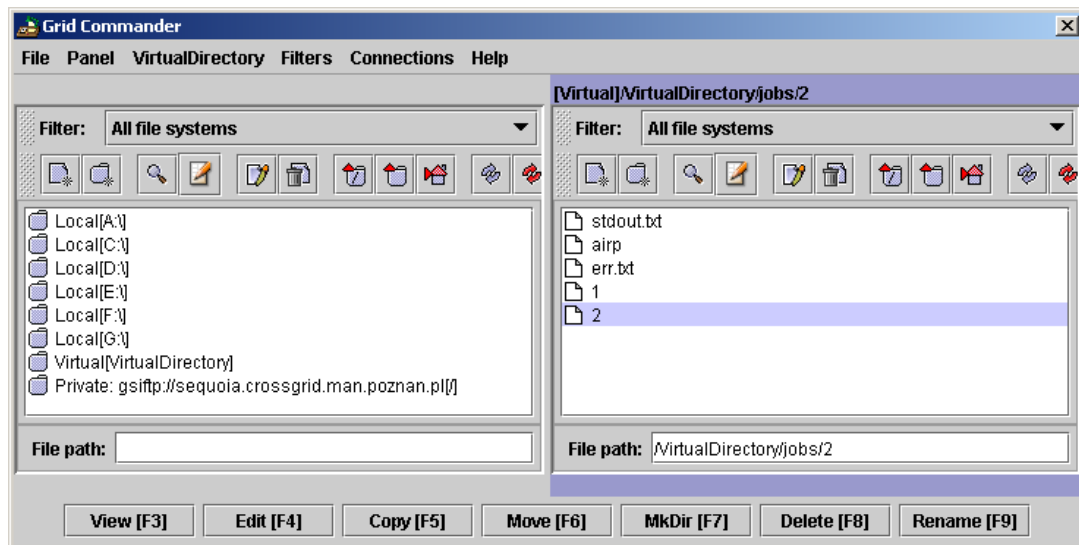 Grid Commander
File Panel VirtualDirectory Filters Connections Help
[Virtual]/VirtualDirectory/jobs/2
Filter: All file systems
Local[A:\]
Local[C:\]
Local[D:\]
Local[E:\]
Local[F:\]
Local[G:\]
Virtual[VirtualDirectory]
Private: gsiftp://sequoia.crossgrid.man.poznan.pl[/]
File path:
Filter: All file systems
stdout.txt
airp
err.txt
1
2
File path: /VirtualDirectory/jobs/2
View [F3] Edit [F4] Copy [F5] Move [F6] MkDir [F7] Delete [F8] Rename [F9]